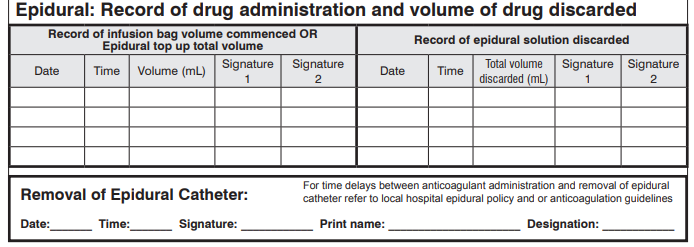 Epidural: Record of drug administration and volume of drug discarded
Record of infusion bag volume commenced OR
Epidural top up total volume
Record of epidural solution discarded
Date
Time
Volume (mL)
Signature
1
Signature
2
Date
Time
Total volume
discarded (mL)
Signature
1
Signature
2
Removal of Epidural Catheter:
For time delays between anticoagulant administration and removal of epidural
catheter refer to local hospital epidural policy and or anticoagulation guidelines
Date:______ Time:______ Signature: __________ Print name: ___________________ Designation: __________